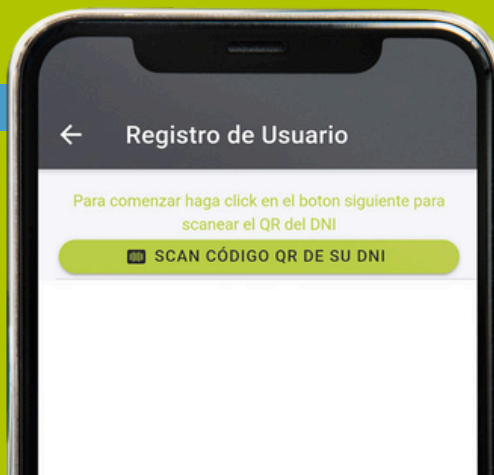 Registro de Usuario
Para comenzar haga click en el boton siguiente para
scanear el QR del DNI
SCAN CÓDIGO QR DE SU DNI